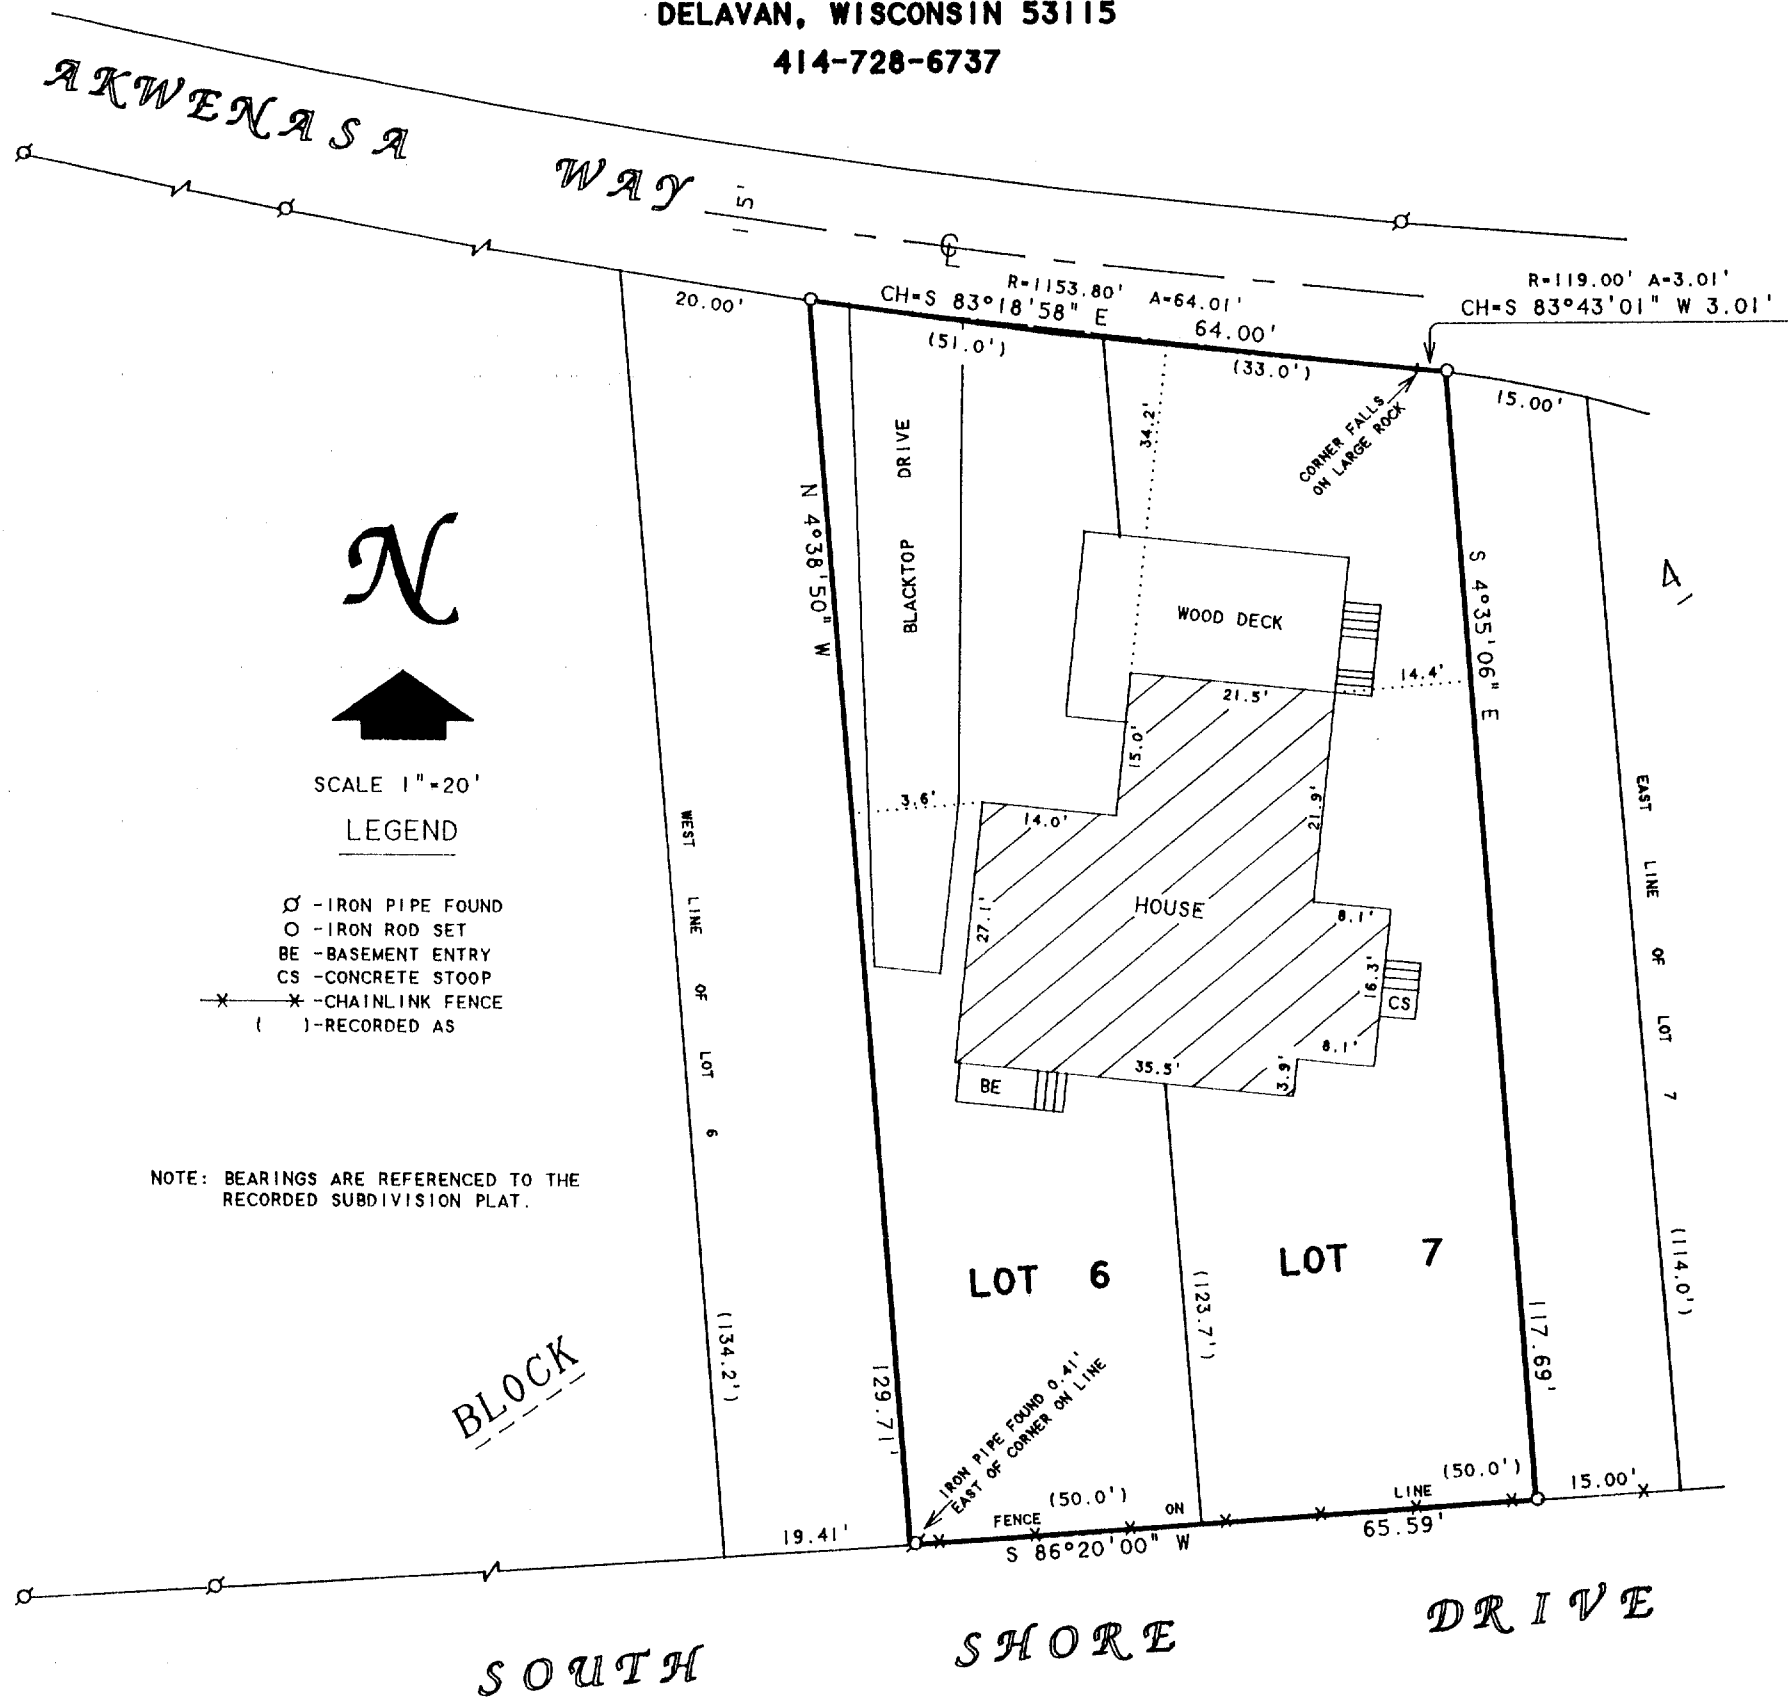 DELAVAN, WISCONSIN 53115
414-728-6737
AKWENASA WAY
15'
℄
R=1153.80' A=64.01'
CH=S 83°18'58" E 64.00'
R=119.00' A=3.01'
CH=S 83°43'01" W 3.01'
20.00'
(51.0')
(33.0')
15.00'
CORNER FALLS
ON LARGE ROCK
34.2'
BLACKTOP DRIVE
N 4°38'50" W
129.71'
S 4°35'06" E
117.69'
N
SCALE 1"=20'
LEGEND
Ø -IRON PIPE FOUND
O -IRON ROD SET
BE -BASEMENT ENTRY
CS -CONCRETE STOOP
x x -CHAINLINK FENCE
( )-RECORDED AS
NOTE: BEARINGS ARE REFERENCED TO THE
RECORDED SUBDIVISION PLAT.
WOOD DECK
14.4'
21.5'
15.0'
3.6'
14.0'
21.9'
HOUSE
27.1'
8.1'
16.3'
CS
8.1'
3.9'
35.5'
BE
WEST LINE OF LOT 6
(134.2')
EAST LINE OF LOT 7
(114.0')
4
LOT 6
LOT 7
(123.7')
BLOCK
IRON PIPE FOUND 0.41'
EAST OF CORNER ON LINE
19.41'
(50.0')
(50.0')
15.00'
FENCE ON LINE
S 86°20'00" W
65.59'
SOUTH SHORE DRIVE